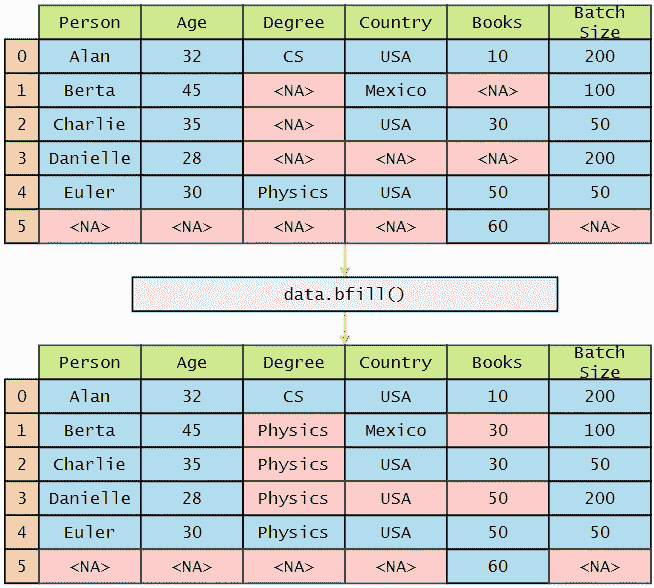 Person Age Degree Country Books Batch Size
0 Alan 32 CS USA 10 200
1 Berta 45 <NA> Mexico <NA> 100
2 Charlie 35 <NA> USA 30 50
3 Danielle 28 <NA> <NA> <NA> 200
4 Euler 30 Physics USA 50 50
5 <NA> <NA> <NA> <NA> 60 <NA>
data.bfill()
Person Age Degree Country Books Batch Size
0 Alan 32 CS USA 10 200
1 Berta 45 Physics Mexico 30 100
2 Charlie 35 Physics USA 30 50
3 Danielle 28 Physics USA 50 200
4 Euler 30 Physics USA 50 50
5 <NA> <NA> <NA> <NA> 60 <NA>